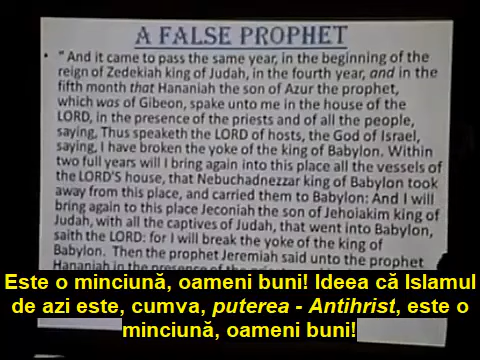 A FALSE PROPHET
• " And it came to pass the same year, in the beginning of the
reign of Zedekiah king of Judah, in the fourth year, and in the
fifth month that Hananiah the son of Azur the prophet,
which was of Gibeon, spake unto me in the house of the
LORD, in the presence of the priests and of all the people,
saying, Thus speaketh the LORD of hosts, the God of Israel,
saying, I have broken the yoke of the king of Babylon. Within
two full years will I bring again into this place all the vessels of
the LORD'S house, that Nebuchadnezzar king of Babylon took
away from this place, and carried them to Babylon: And I will
bring again to this place Jeconiah the son of Jehoiakim king of
Judah, with all the captives of Judah, that went into Babylon,
saith the LORD: for I will break the yoke of the king of
Babylon. Then the prophet Jeremiah said unto the prophet
Hananiah in the presence of the
Este o minciună, oameni buni! Ideea că Islamul
de azi este, cumva, puterea - Antihrist, este o
minciună, oameni buni!